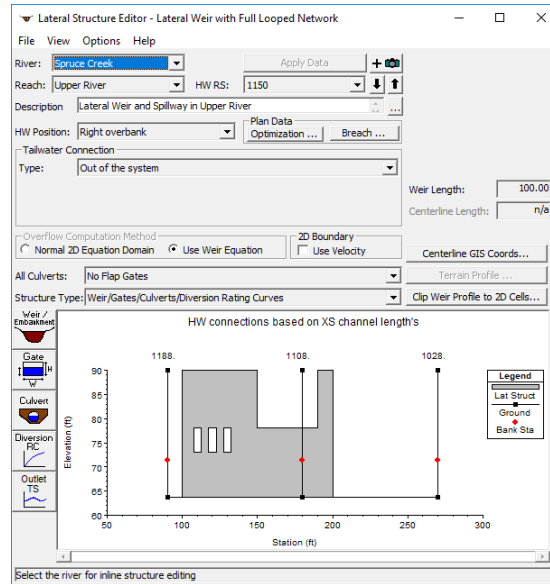 Lateral Structure Editor - Lateral Weir with Full Looped Network
File View Options Help
River: Spruce Creek Apply Data +
Reach: Upper River HW RS: 1150
Description Lateral Weir and Spillway in Upper River ...
HW Position: Right overbank Plan Data Optimization ... Breach ...
Tailwater Connection
Type: Out of the system
Weir Length: 100.00
Centerline Length: n/a
Overflow Computation Method 2D Boundary
Normal 2D Equation Domain Use Weir Equation Use Velocity Centerline GIS Coords...
All Culverts: No Flap Gates Terrain Profile ...
Structure Type: Weir/Gates/Culverts/Diversion Rating Curves Clip Weir Profile to 2D Cells...
Weir / Embankment
Gate
H
W
Culvert
Diversion RC
Outlet TS
HW connections based on XS channel length's
1188. 1108. 1028.
Legend
Lat Struct
Ground
Bank Sta
Elevation (ft)
90
85
80
75
70
65
60
50 100 150 200 250 300
Station (ft)
Select the river for inline structure editing